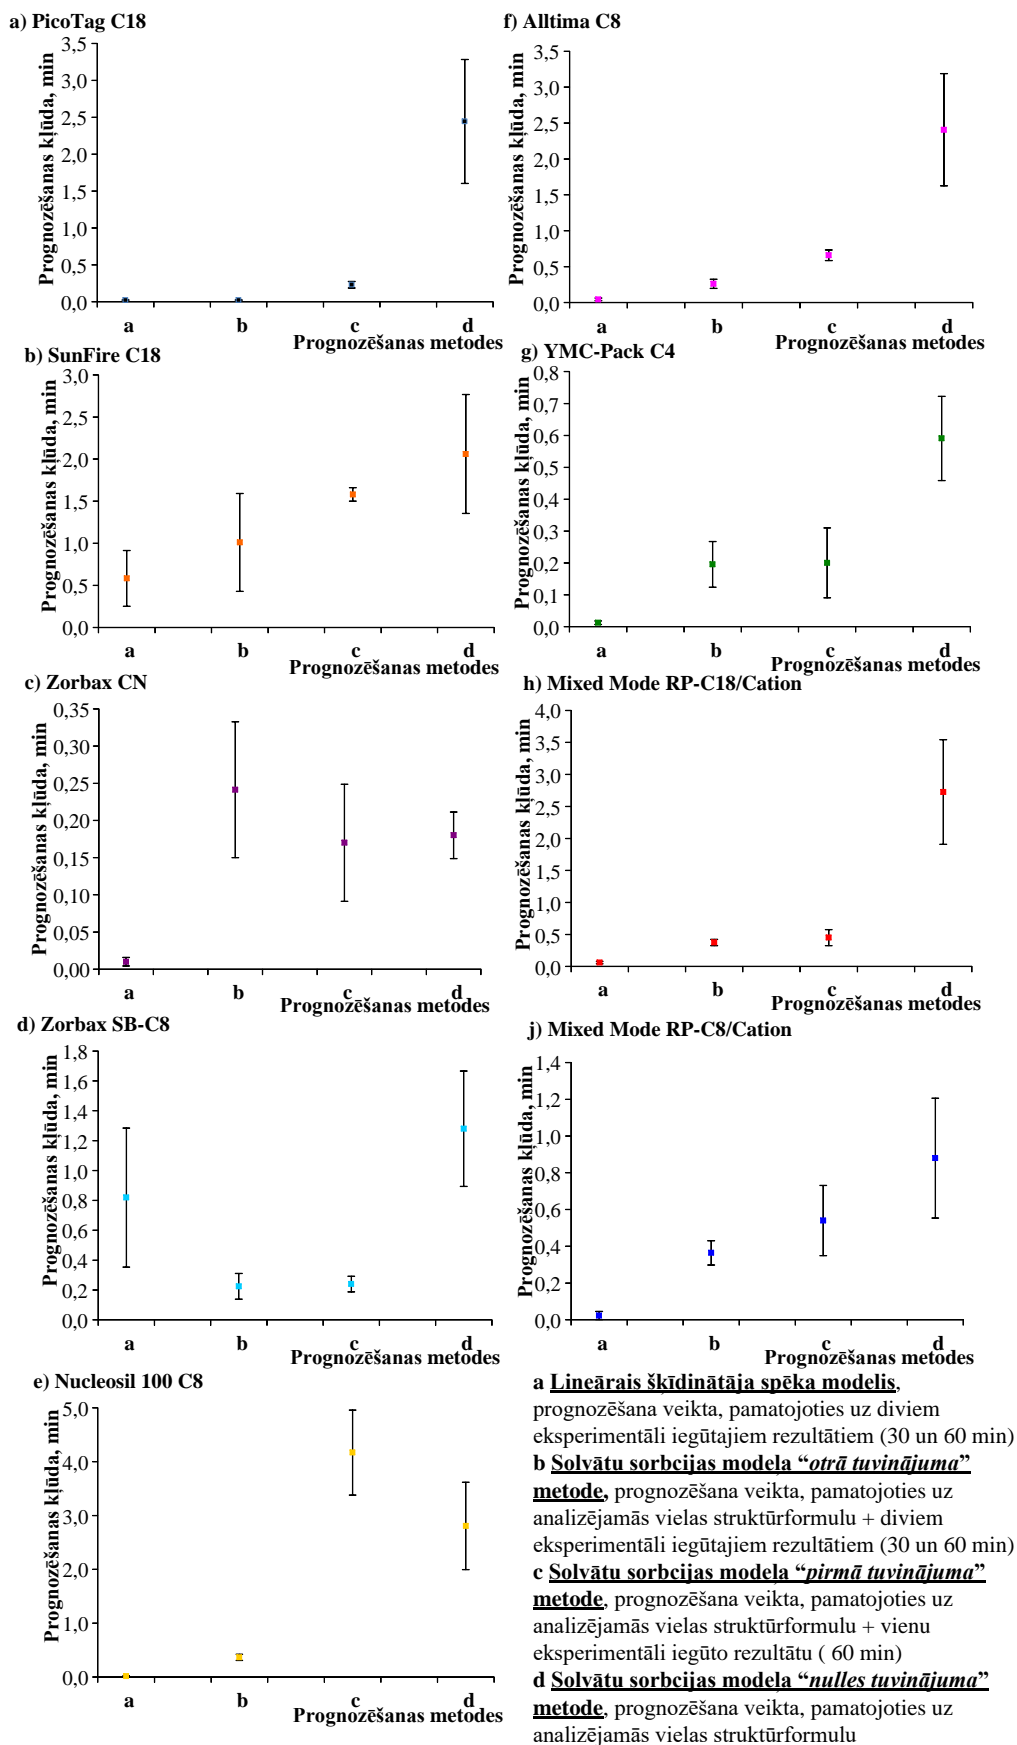 a) PicoTag C18
Prognozēšanas kļūda, min
3,5
3,0
2,5
2,0
1,5
1,0
0,5
0,0
a b c d
Prognozēšanas metodes
b) SunFire C18
Prognozēšanas kļūda, min
3,0
2,5
2,0
1,5
1,0
0,5
0,0
a b c d
Prognozēšanas metodes
c) Zorbax CN
Prognozēšanas kļūda, min
0,35
0,30
0,25
0,20
0,15
0,10
0,05
0,00
a b c d
Prognozēšanas metodes
d) Zorbax SB-C8
Prognozēšanas kļūda, min
1,8
1,6
1,4
1,2
1,0
0,8
0,6
0,4
0,2
0,0
a b c d
Prognozēšanas metodes
e) Nucleosil 100 C8
Prognozēšanas kļūda, min
5,0
4,0
3,0
2,0
1,0
0,0
a b c d
Prognozēšanas metodes
f) Alltima C8
Prognozēšanas kļūda, min
3,5
3,0
2,5
2,0
1,5
1,0
0,5
0,0
a b c d
Prognozēšanas metodes
g) YMC-Pack C4
Prognozēšanas kļūda, min
0,8
0,7
0,6
0,5
0,4
0,3
0,2
0,1
0,0
a b c d
Prognozēšanas metodes
h) Mixed Mode RP-C18/Cation
Prognozēšanas kļūda, min
4,0
3,5
3,0
2,5
2,0
1,5
1,0
0,5
0,0
a b c d
Prognozēšanas metodes
j) Mixed Mode RP-C8/Cation
Prognozēšanas kļūda, min
1,4
1,2
1,0
0,8
0,6
0,4
0,2
0,0
a b c d
Prognozēšanas metodes
a Lineārais šķīdinātāja spēka modelis,
prognozēšana veikta, pamatojoties uz diviem
eksperimentāli iegūtajiem rezultātiem (30 un 60 min)
b Solvātu sorbcijas modeļa “otrā tuvinājuma”
metode, prognozēšana veikta, pamatojoties uz
analizējamās vielas struktūrformulu + diviem
eksperimentāli iegūtajiem rezultātiem (30 un 60 min)
c Solvātu sorbcijas modeļa “pirmā tuvinājuma”
metode, prognozēšana veikta, pamatojoties uz
analizējamās vielas struktūrformulu + vienu
eksperimentāli iegūto rezultātu ( 60 min)
d Solvātu sorbcijas modeļa “nulles tuvinājuma”
metode, prognozēšana veikta, pamatojoties uz
analizējamās vielas struktūrformulu